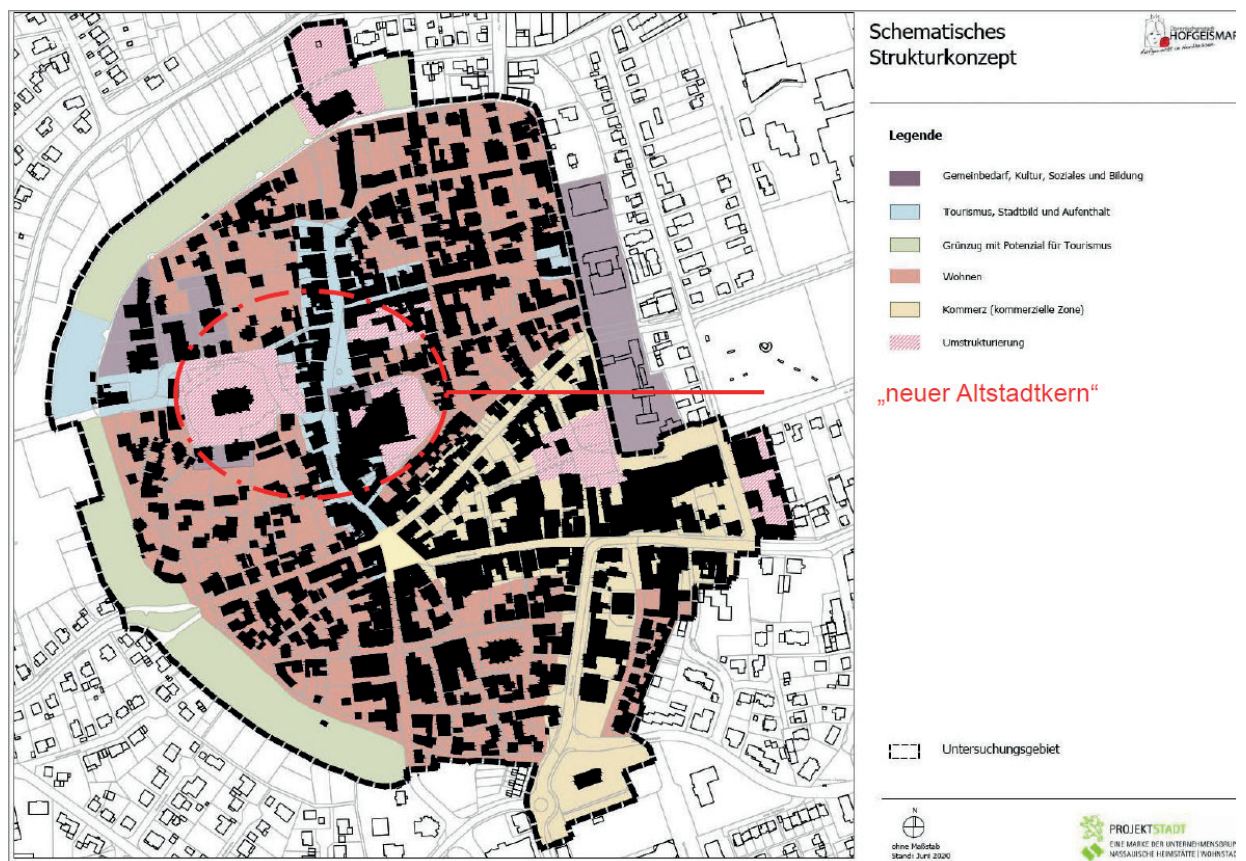 Schematisches
Strukturkonzept
HOFGEISMAR
Legende
Gemeinbedarf, Kultur, Soziales und Bildung
Tourismus, Stadtbild und Aufenthalt
Grünzug mit Potenzial für Tourismus
Wohnen
Kommerz (kommerzielle Zone)
Umstrukturierung
„neuer Altstadtkern“
Untersuchungsgebiet
N
ohne Maßstab
Stand: Juni 2020
PROJEKTSTADT
EINE MARKE DER UNTERNEHMENSGRUP
NASSAUISCHE HEIMSTÄTTE | WOHNSTADT